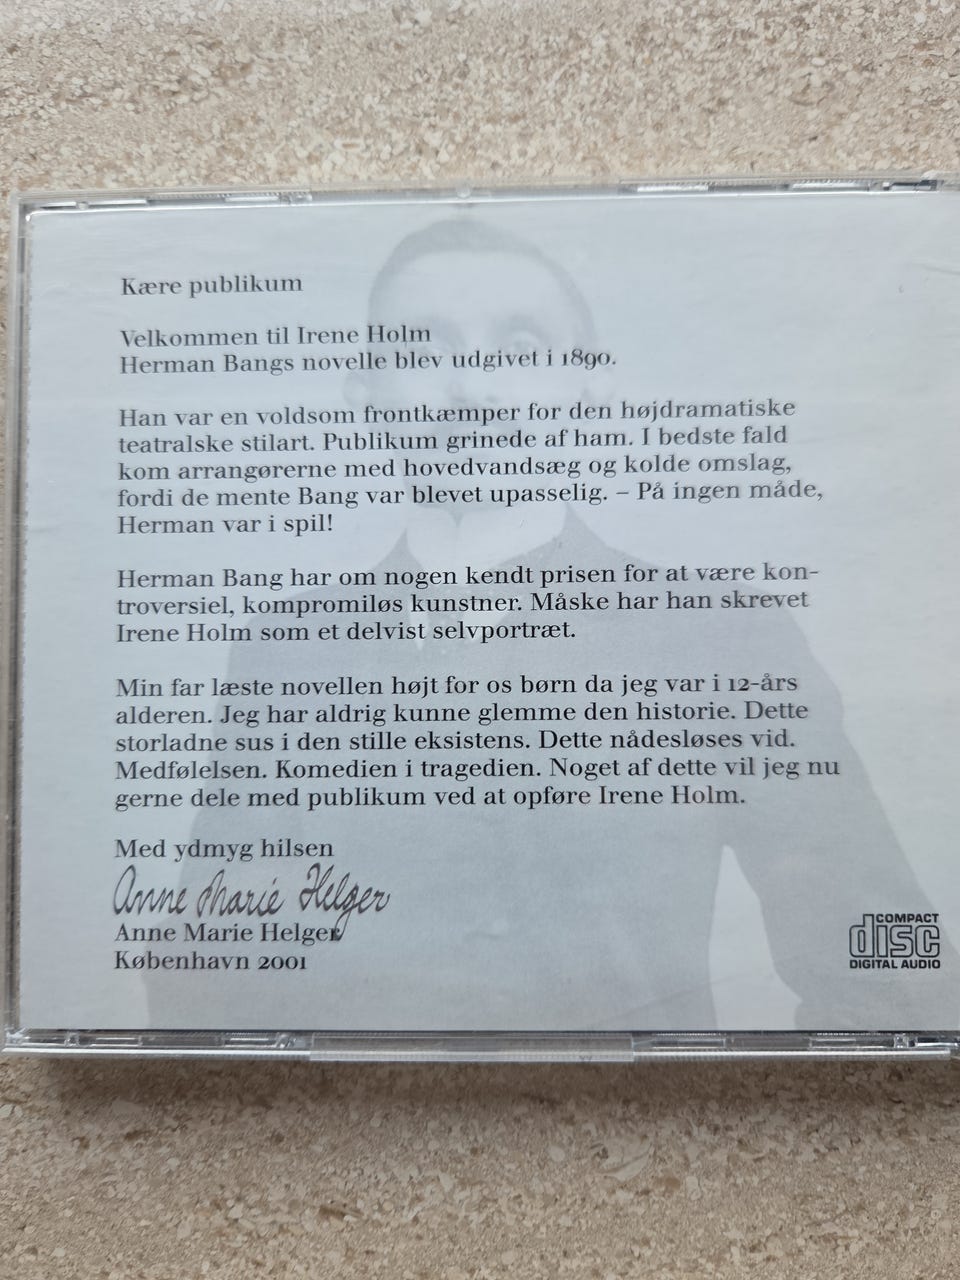 Kære publikum
Velkommen til Irene Holm
Herman Bangs novelle blev udgivet i 1890.
Han var en voldsom frontkæmper for den højdramatiske
teatralske stilart. Publikum grinede af ham. I bedste fald
kom arrangørerne med hovedvandsæg og kolde omslag,
fordi de mente Bang var blevet upasselig. – På ingen måde,
Herman var i spil!
Herman Bang har om nogen kendt prisen for at være kon-
troversiel, kompromiløs kunstner. Måske har han skrevet
Irene Holm som et delvist selvportræt.
Min far læste novellen højt for os børn da jeg var i 12-års
alderen. Jeg har aldrig kunne glemme den historie. Dette
storladne sus i den stille eksistens. Dette nådesløses vid.
Medfølelsen. Komedien i tragedien. Noget af dette vil jeg nu
gerne dele med publikum ved at opføre Irene Holm.
Med ydmyg hilsen
Anne Marie Helger
Anne Marie Helger
København 2001
COMPACT
disc
DIGITAL AUDIO